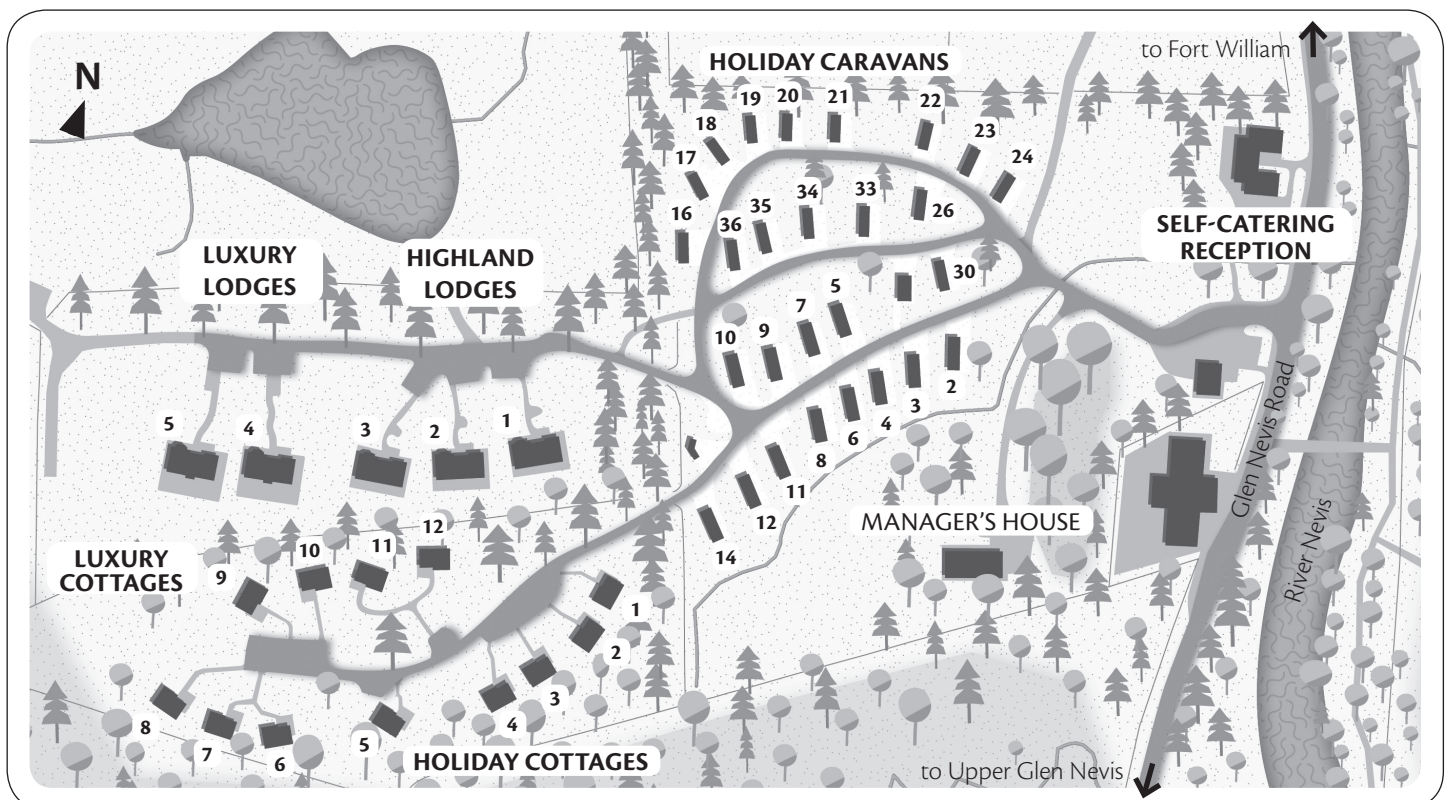 to Fort William
N
HOLIDAY CARAVANS
19
20
21
22
18
23
24
17
16
36
35
34
33
26
SELF-CATERING
RECEPTION
LUXURY
LODGES
HIGHLAND
LODGES
30
10
9
7
5
5
4
3
2
1
8
6
4
3
2
14
12
11
MANAGER'S HOUSE
Glen Nevis Road
River Nevis
LUXURY
COTTAGES
9
10
11
12
1
2
3
4
8
7
6
5
HOLIDAY COTTAGES
to Upper Glen Nevis